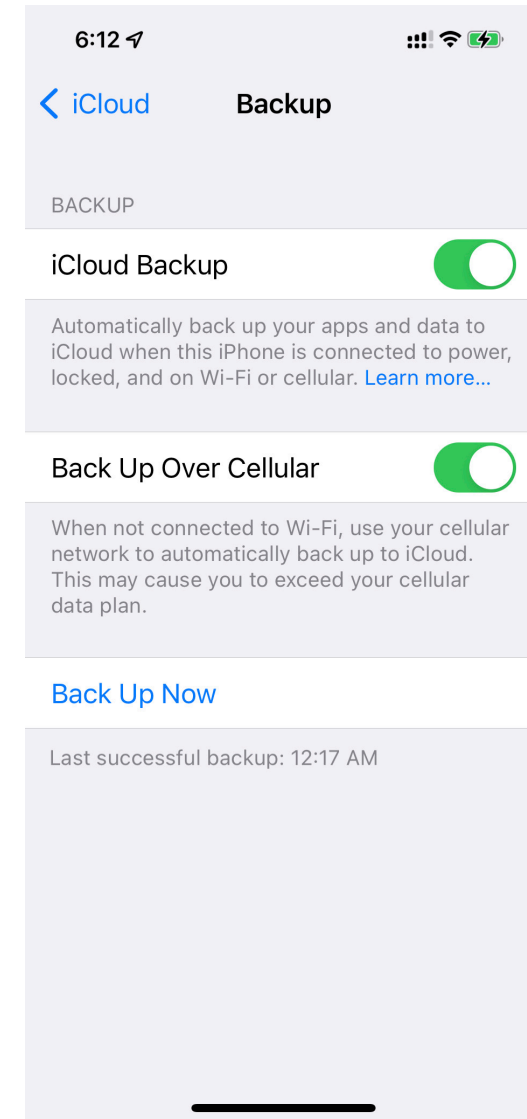 6:12
iCloud Backup
BACKUP
iCloud Backup
Automatically back up your apps and data to
iCloud when this iPhone is connected to power,
locked, and on Wi-Fi or cellular. Learn more...
Back Up Over Cellular
When not connected to Wi-Fi, use your cellular
network to automatically back up to iCloud.
This may cause you to exceed your cellular
data plan.
Back Up Now
Last successful backup: 12:17 AM